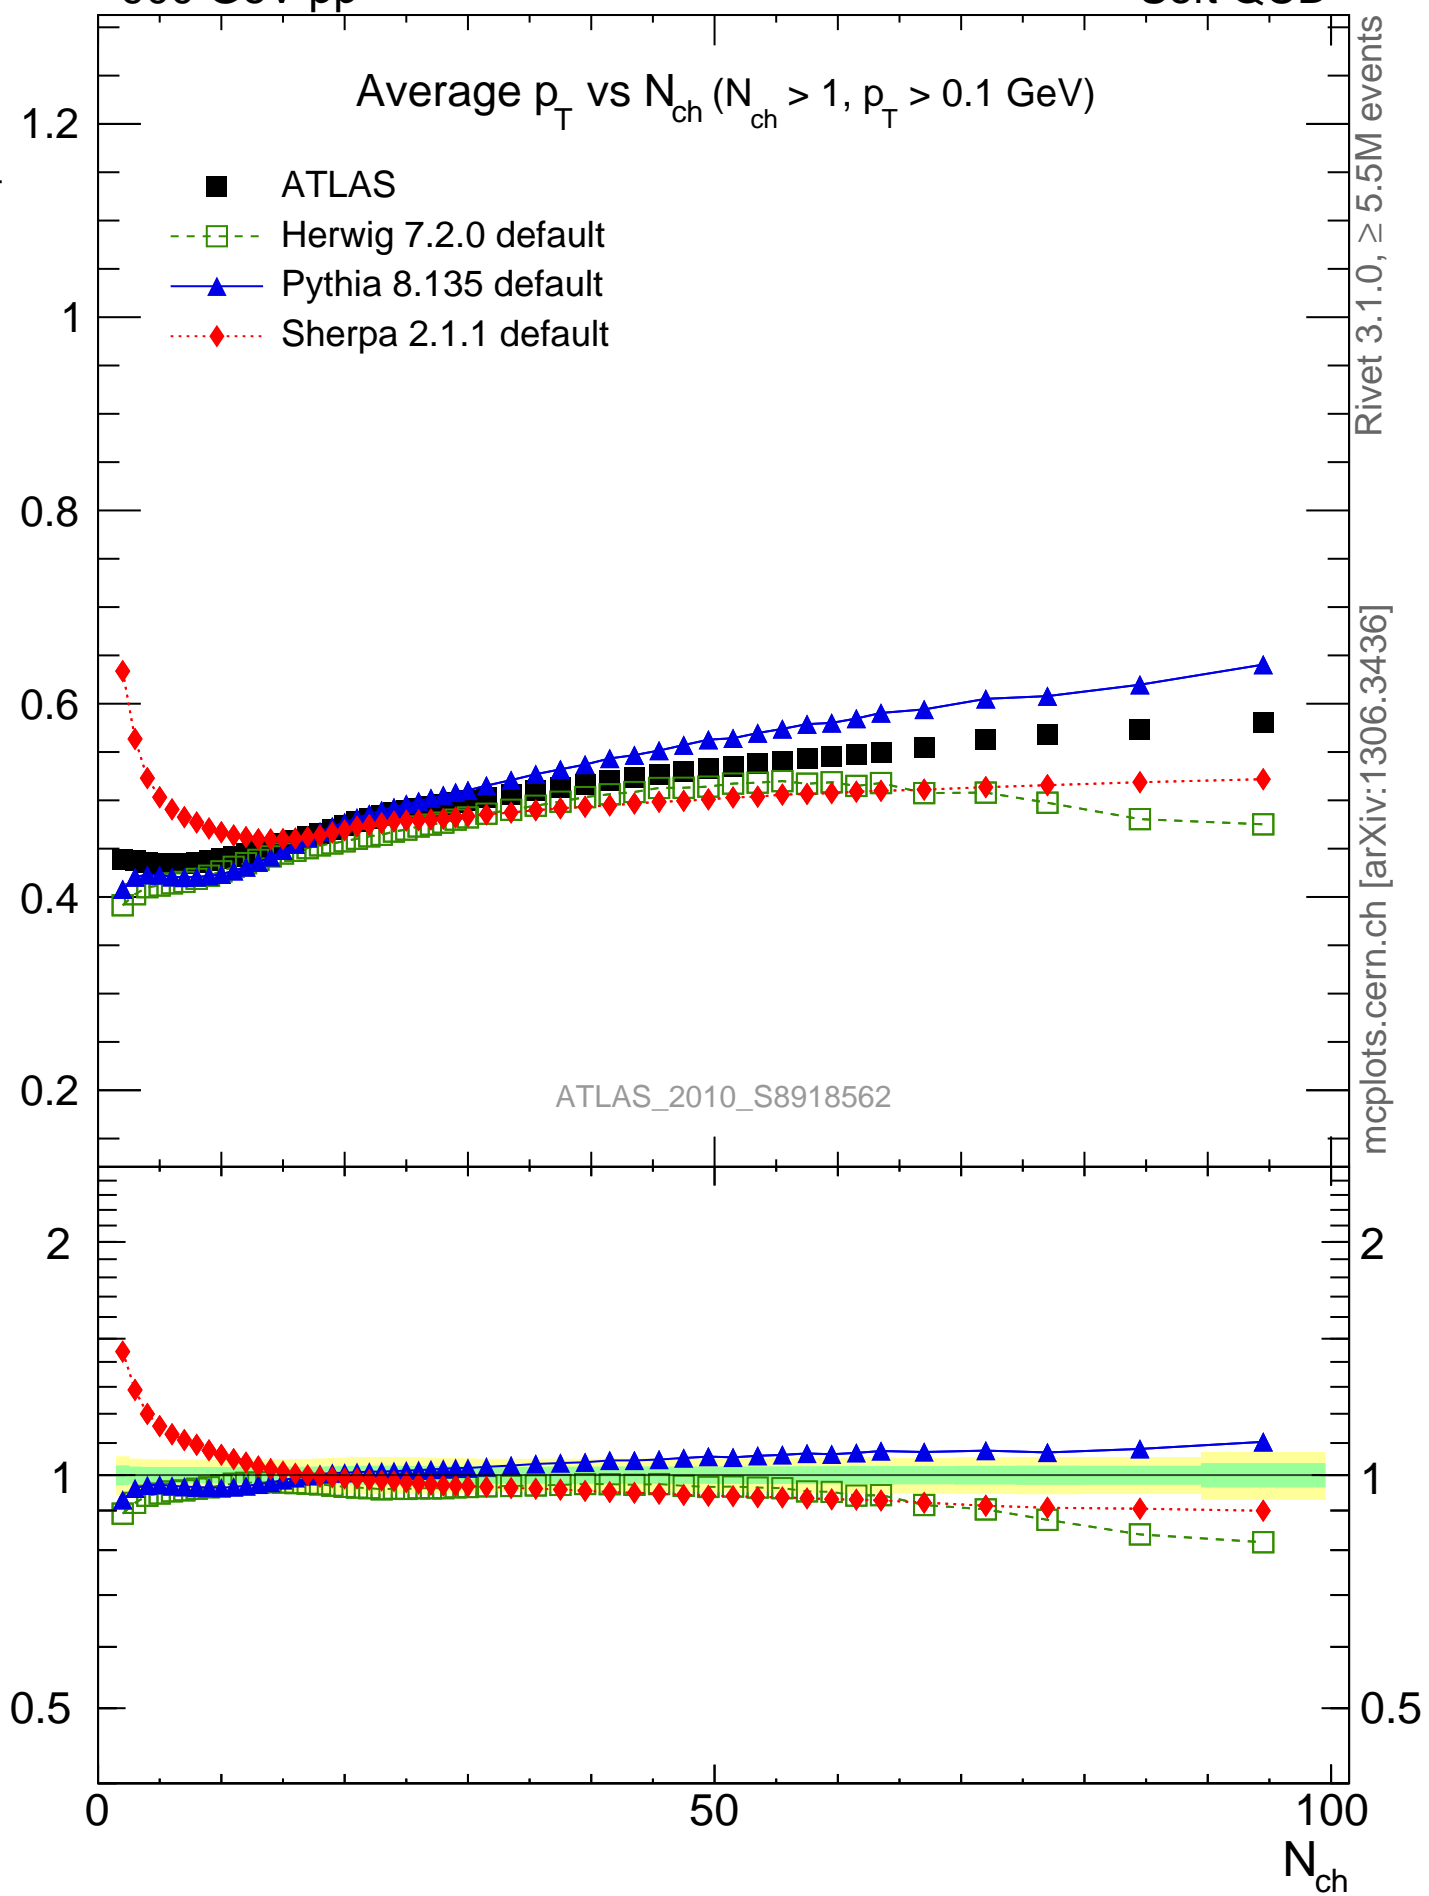 Average p_T vs N_ch (N_ch > 1, p_T > 0.1 GeV)
ATLAS
Herwig 7.2.0 default
Pythia 8.135 default
Sherpa 2.1.1 default
1.2
1
0.8
0.6
0.4
0.2
ATLAS_2010_S8918562
Rivet 3.1.0, ≥ 5.5M events
mcplots.cern.ch [arXiv:1306.3436]
2
1
0.5
2
1
0.5
0
50
100
N_ch